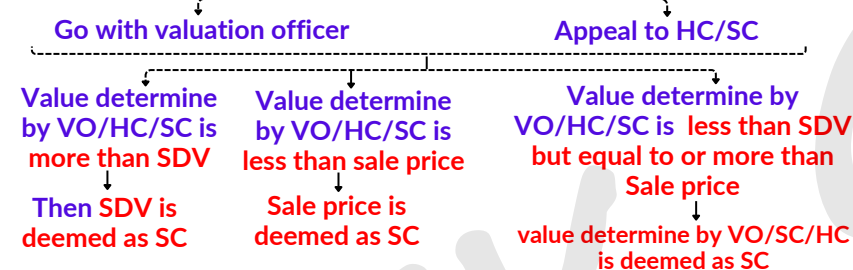 Go with valuation officer
Appeal to HC/SC
Value determine
by VO/HC/SC is
more than SDV
Then SDV is
deemed as SC
Value determine
by VO/HC/SC is
less than sale price
Sale price is
deemed as SC
Value determine by
VO/HC/SC is less than SDV
but equal to or more than
Sale price
value determine by VO/SC/HC
is deemed as SC